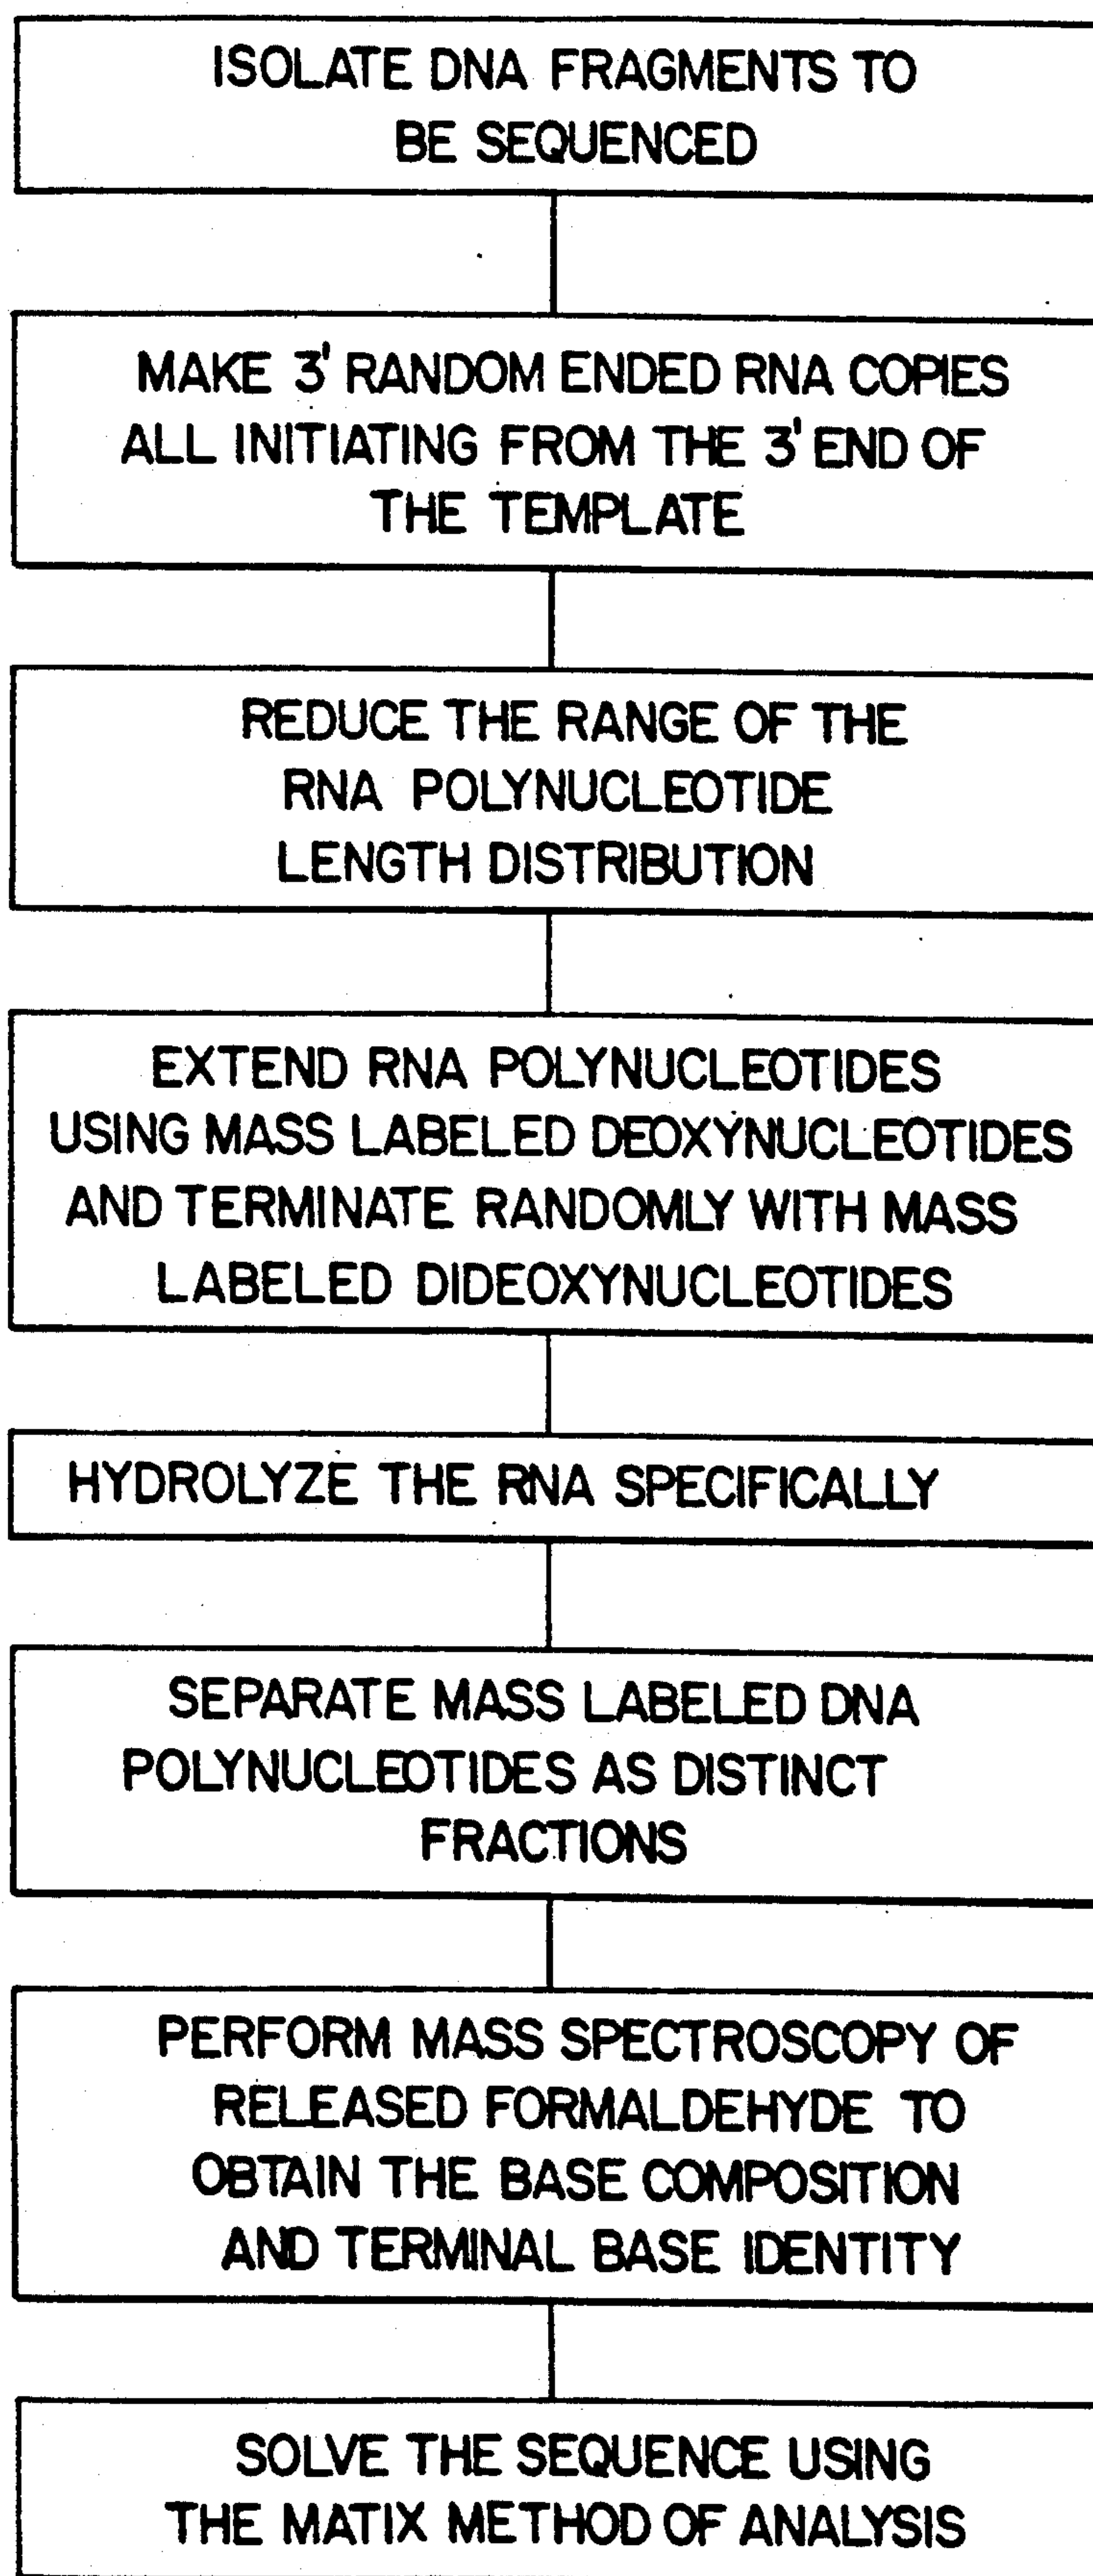 ISOLATE DNA FRAGMENTS TO
BE SEQUENCED
MAKE 3' RANDOM ENDED RNA COPIES
ALL INITIATING FROM THE 3' END OF
THE TEMPLATE
REDUCE THE RANGE OF THE
RNA POLYNUCLEOTIDE
LENGTH DISTRIBUTION
EXTEND RNA POLYNUCLEOTIDES
USING MASS LABELED DEOXYNUCLEOTIDES
AND TERMINATE RANDOMLY WITH MASS
LABELED DIDEOXYNUCLEOTIDES
HYDROLYZE THE RNA SPECIFICALLY
SEPARATE MASS LABELED DNA
POLYNUCLEOTIDES AS DISTINCT
FRACTIONS
PERFORM MASS SPECTROSCOPY OF
RELEASED FORMALDEHYDE TO
OBTAIN THE BASE COMPOSITION
AND TERMINAL BASE IDENTITY
SOLVE THE SEQUENCE USING
THE MATIX METHOD OF ANALYSIS